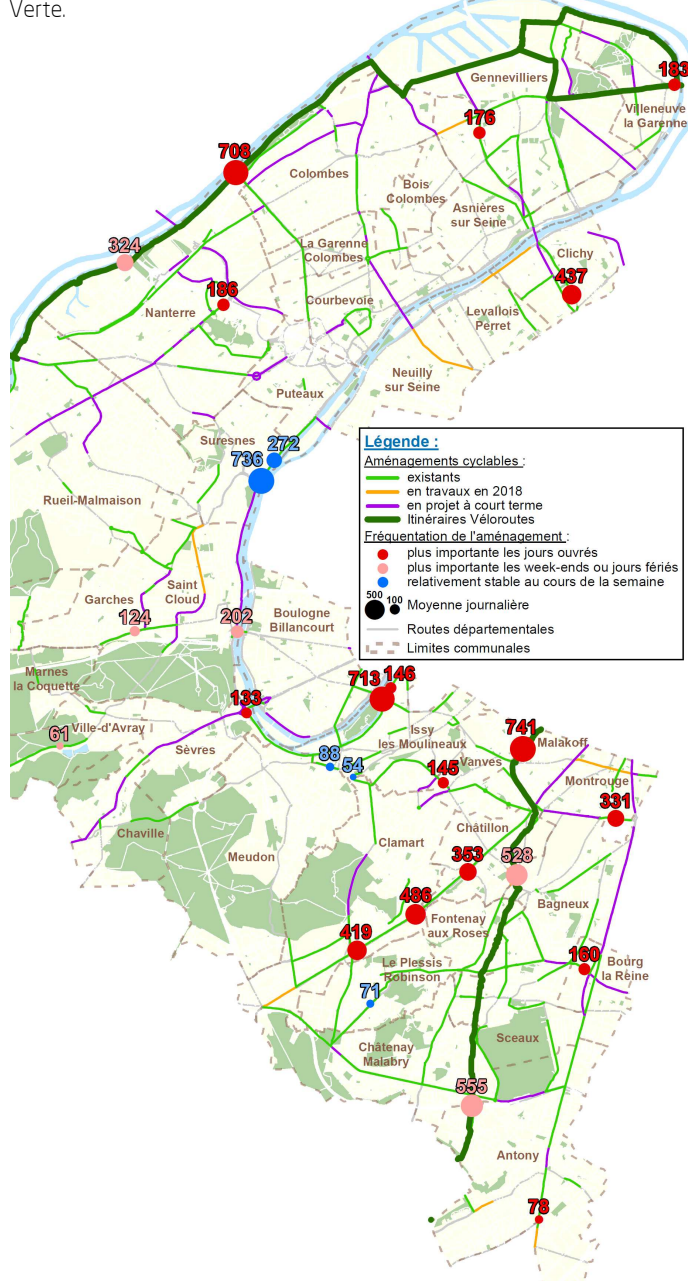 Verte.
Gennevilliers
183
Villeneuve
la Garenne
176
708
Colombes
Bois
Colombes
Asnières
sur Seine
324
La Garenne
Colombes
Clichy
437
186
Nanterre
Courbevoie
Levallois
Perret
Neuilly
sur Seine
Puteaux
Suresnes
272
736
Rueil-Malmaison
Légende :
Aménagements cyclables :
existants
en travaux en 2018
en projet à court terme
Itinéraires Véloroutes
Fréquentation de l'aménagement :
plus importante les jours ouvrés
plus importante les week-ends ou jours fériés
relativement stable au cours de la semaine
500 100 Moyenne journalière
Routes départementales
Limites communales
Saint
Cloud
Garches
124
202
Boulogne
Billancourt
Marnes
la Coquette
713
146
133
61
Ville-d'Avray
Sèvres
Issy
les Moulineaux
741
Malakoff
88
54
Vanves
145
Montrouge
331
Châtillon
Chaville
Meudon
Clamart
353
528
Bagneux
486
Fontenay
aux Roses
419
Le Plessis
Robinson
160
Bourg
la Reine
71
Sceaux
Châtenay
Malabry
555
Antony
78